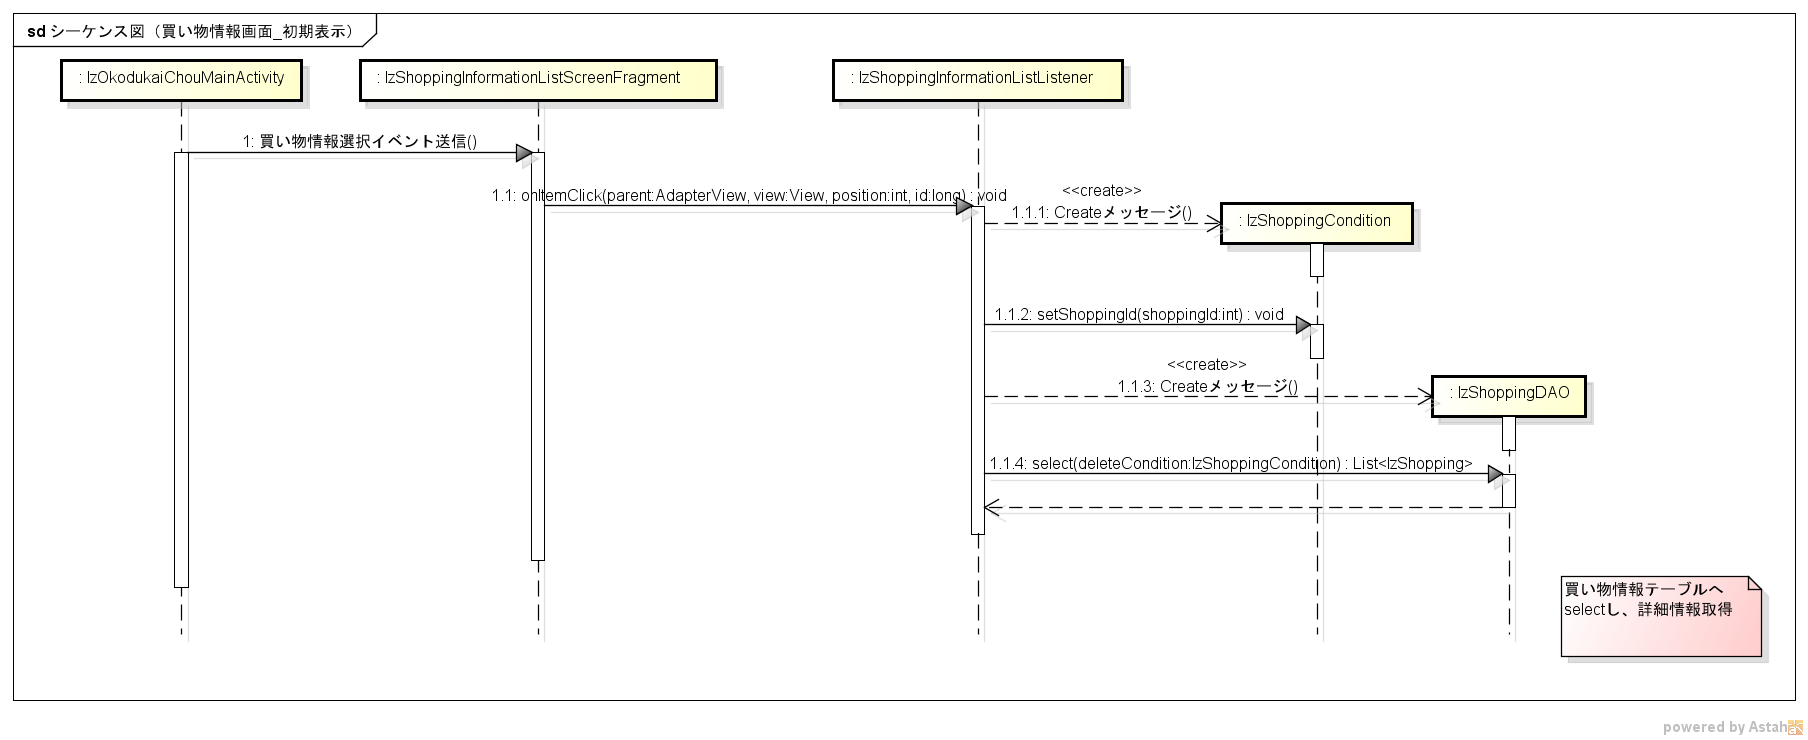 sd シーケンス図（買い物情報画面_初期表示）
: IzOkodukaiChouMainActivity
: IzShoppingInformationListScreenFragment
: IzShoppingInformationListListener
1: 買い物情報選択イベント送信()
1.1: onItemClick(parent:AdapterView, view:View, position:int, id:long) : void
<<create>>
1.1.1: Createメッセージ()
: IzShoppingCondition
1.1.2: setShoppingId(shoppingId:int) : void
<<create>>
1.1.3: Createメッセージ()
: IzShoppingDAO
1.1.4: select(deleteCondition:IzShoppingCondition) : List<IzShopping>
買い物情報テーブルへ
selectし、詳細情報取得
powered by Astah